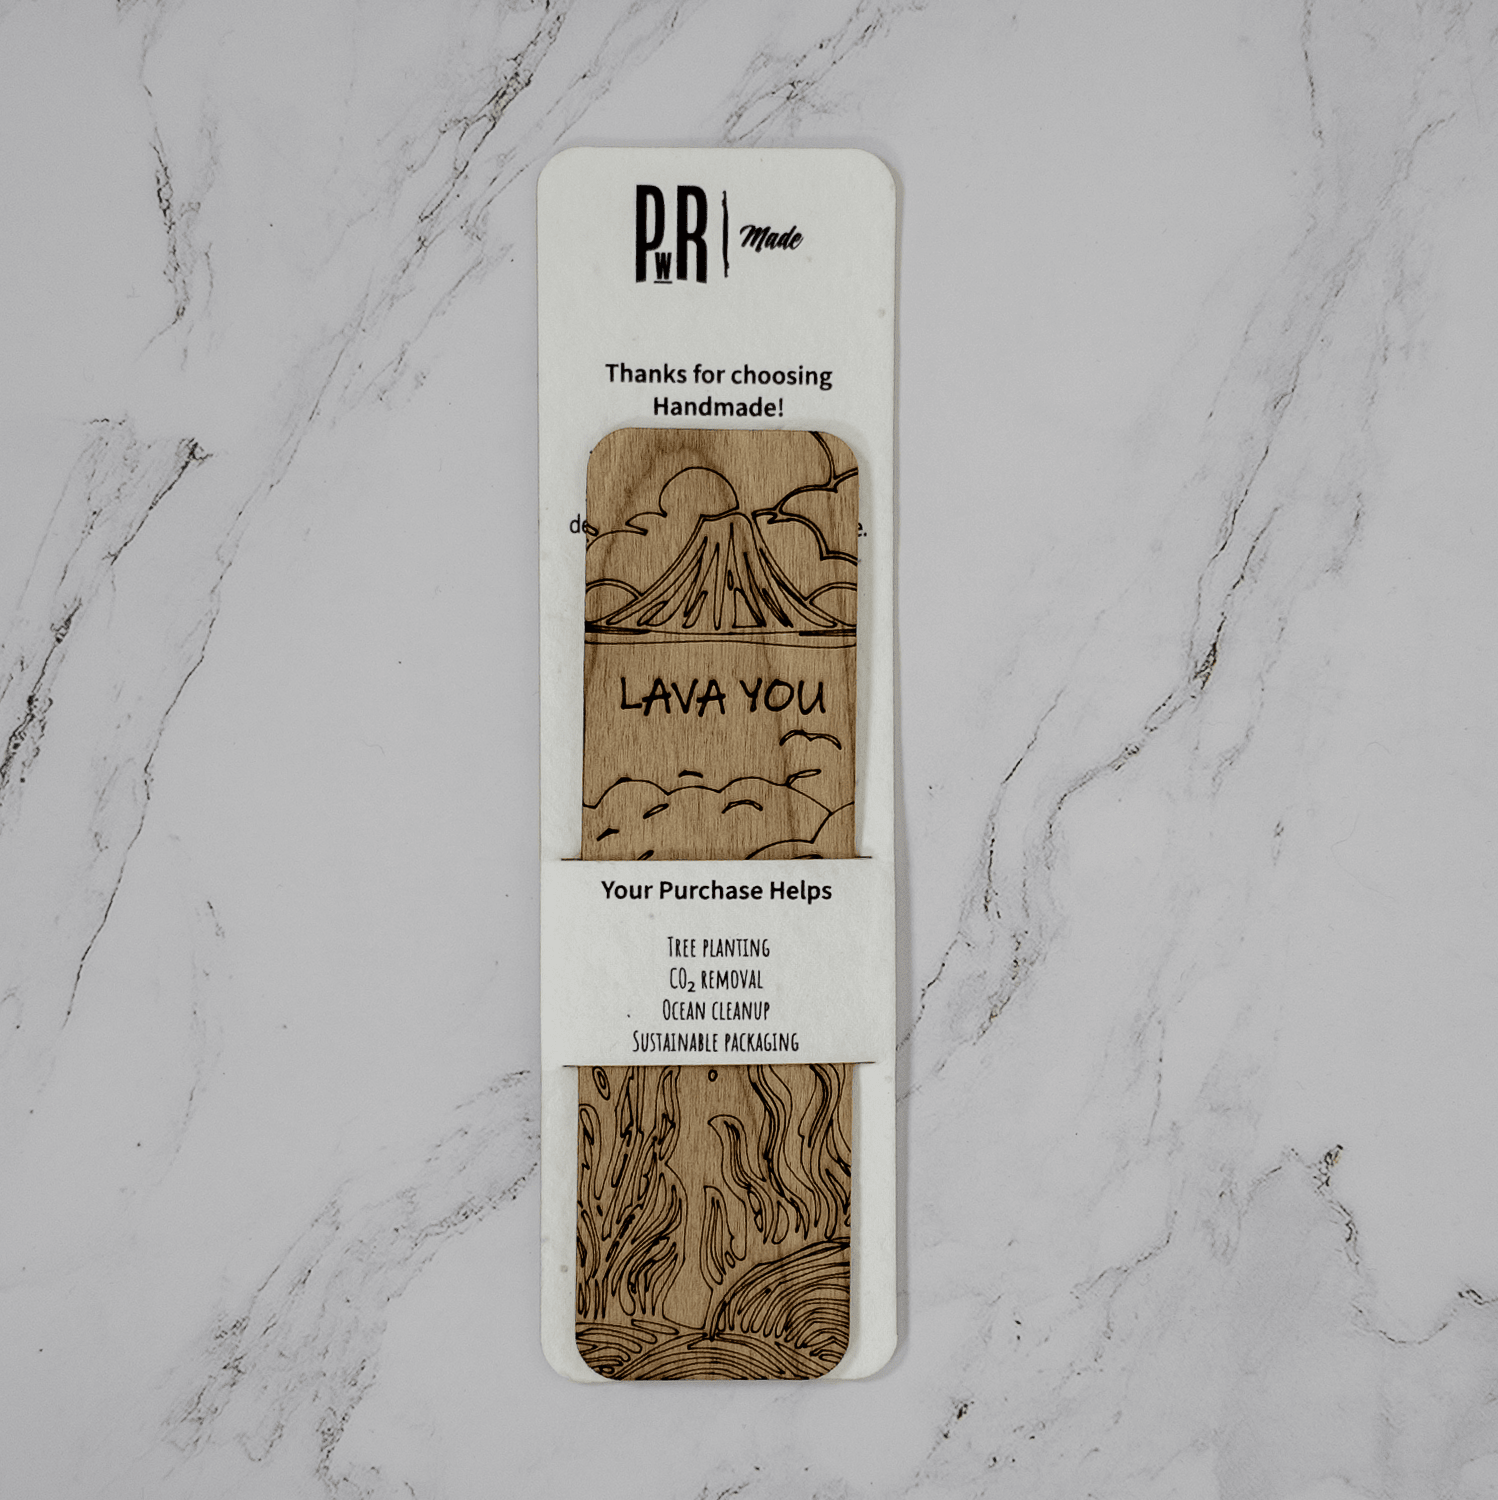 PwR | Made
Thanks for choosing
Handmade!
LAVA YOU
Your Purchase Helps
Tree planting
CO₂ removal
Ocean cleanup
Sustainable packaging